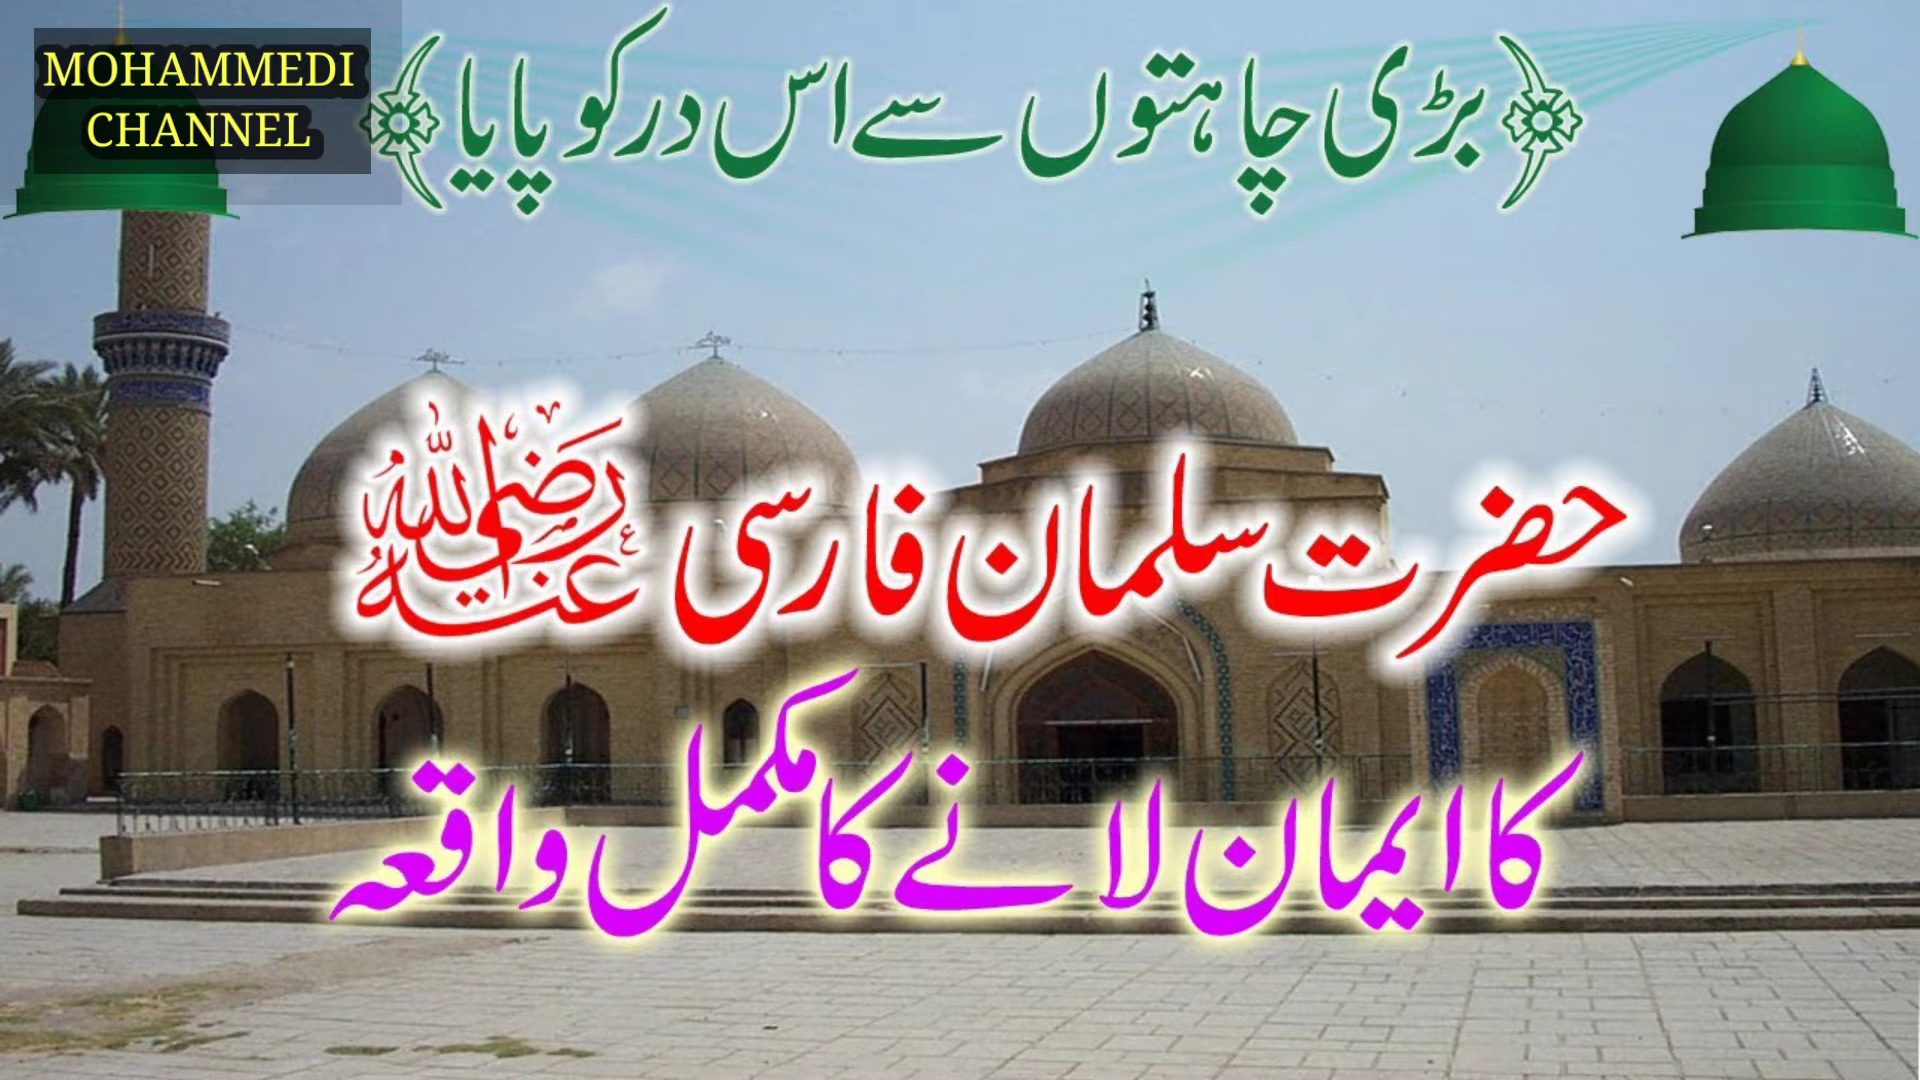 MOHAMMEDI
CHANNEL
﴿بڑی چاہتوں سے اس در کو پایا﴾
حضرت سلمان فارسی رضی اللہ عنہ
کا ایمان لانے کا مکمل واقعہ